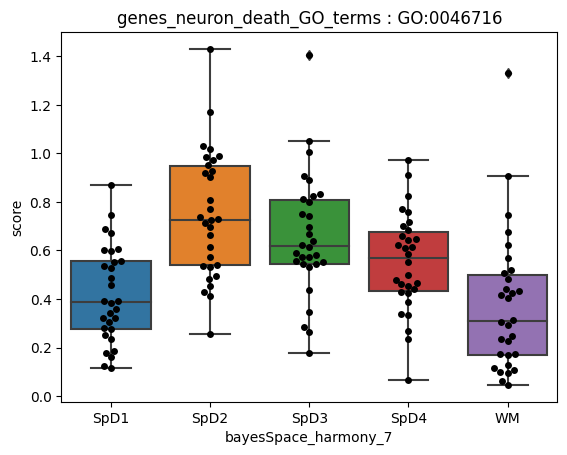 genes_neuron_death_GO_terms : GO:0046716
score
1.4
1.2
1.0
0.8
0.6
0.4
0.2
0.0
SpD1 SpD2 SpD3 SpD4 WM
bayesSpace_harmony_7